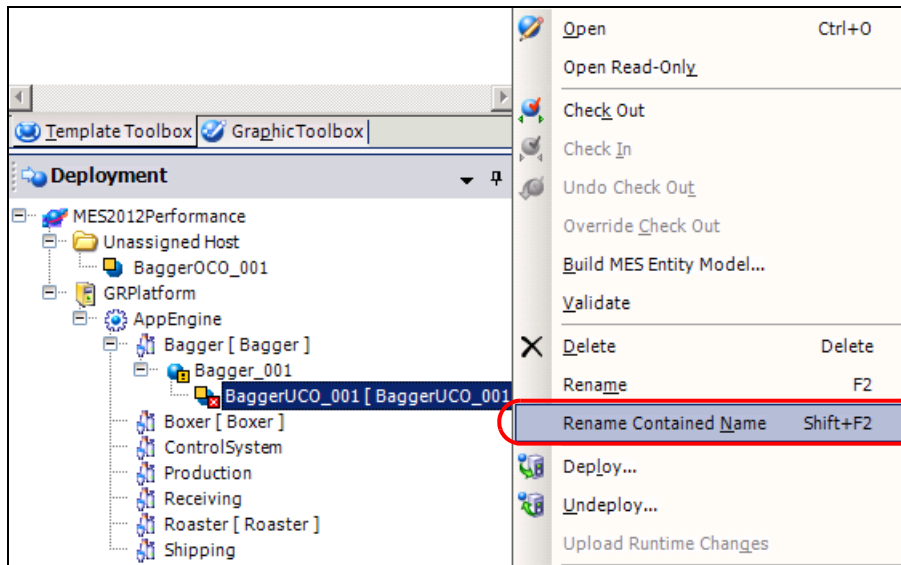 Template Toolbox GraphicToolbox
Deployment
MES2012Performance
Unassigned Host
BaggerOCO_001
GRPlatform
AppEngine
Bagger [ Bagger ]
Bagger_001
BaggerUCO_001 [ BaggerUCO_001
Boxer [ Boxer ]
ControlSystem
Production
Receiving
Roaster [ Roaster ]
Shipping
Open Ctrl+O
Open Read-Only
Check Out
Check In
Undo Check Out
Override Check Out
Build MES Entity Model...
Validate
Delete Delete
Rename F2
Rename Contained Name Shift+F2
Deploy...
Undeploy...
Upload Runtime Changes